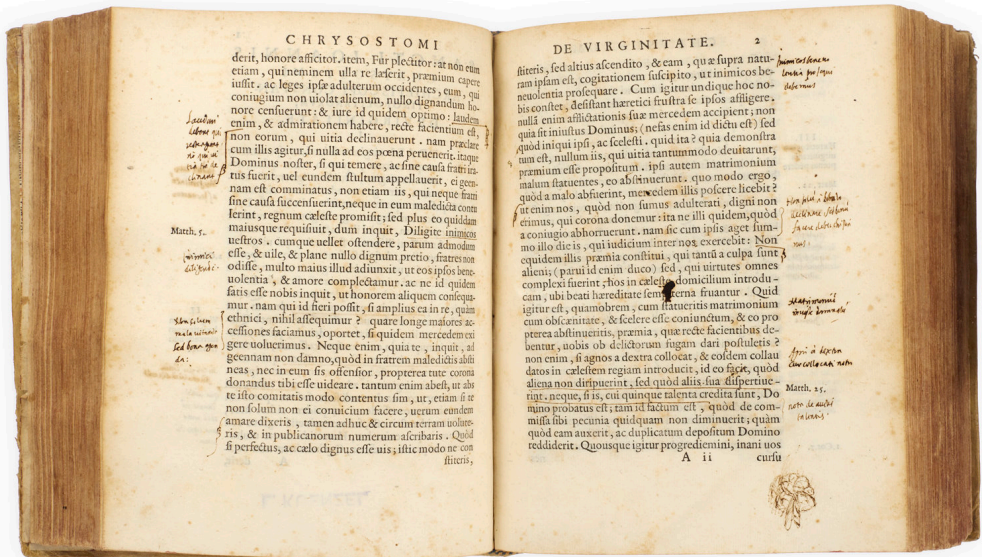 CHRYSOSTOMI
derit, honore afficitor. item, Fur plectitor: at non eum
etiam, qui neminem ulla re læserit, præmium capere
iussit. ac leges ipsæ adulterum occidentes, eum, qui
coniugium non uiolat alienum, nullo dignandum ho-
nore censuerunt: & iure id quidem optimo: laudem
enim, & admirationem habere, recte facientium est,
non eorum, qui uitia declinauerunt. nam præclare
cum illis agitur, si nulla ad eos pœna peruenerit. itaque
Dominus noster, si qui temere, ac sine causa fratri ira-
tus fuerit, uel eundem stultum appellauerit, ei geen-
nam est comminatus, non etiam iis, qui neque fratri
sine causa succensuerint, neque in eum maledicta contu
lerint, regnum cæleste promisit; sed plus eo quiddam
maiusque requisiuit, dum inquit, Diligite inimicos
Matth. 5.
uestros. cumque uellet ostendere, parum admodum
esse, & uile, & plane nullo dignum pretio, fratres non
odisse, multo maius illud adiunxit, ut eos ipsos bene-
uolentia, & amore complectamur. ac ne id quidem
satis esse nobis inquit, ut honorem aliquem consequa-
mur. nam qui id fieri possit, si amplius ea in re, quàm
ethnici, nihil assequimur? quare longe maiores ac-
cessiones faciamus, oportet, si quidem mercedem exi
gere uoluerimus. Neque enim, quia te, inquit, ad
geennam non damno, quòd in fratrem maledictis absti
neas, nec in eum sis offensior, propterea tute corona
donandus tibi esse uideare. tantum enim abest, ut abs
te isto comitatis modo contentus sim, ut, etiam si te
non solum non ei conuicium facere, uerum eundem
amare dixeris, tamen adhuc & circum terram uolute-
ris, & in publicanorum numerum ascribaris. Quòd
si perfectus, ac cælo dignus esse uis; istic modo ne con
stiteris,
DE VIRGINITATE. 2
stiteris, sed altius ascendito, & eam, quæ supra natu-
ram ipsam est, cogitationem suscipito, ut inimicos be-
neuolentia prosequare. Cum igitur undique hoc no-
bis constet, desistant hæretici frustra se ipsos affligere.
nullã enim afflictationis suæ mercedem accipient; non
quia sit iniustus Dominus; (nefas enim id dictu est) sed
quòd iniqui ipsi, ac scelesti. quid ita? quia demonstra
tum est, nullum iis, qui uitia tantummodo deuitarunt,
præmium esse propositum. ipsi autem matrimonium
malum statuentes, eo abstinuerunt. quo modo ergo,
quòd a malo abfuerint, mercedem illis poscere licebit?
ut enim nos, quòd non sumus adulterati, digni non
erimus, qui corona donemur: ita ne illi quidem, quòd
a coniugio abhorruerunt. nam sic cum ipsis aget sum-
mo illo die is, qui iudicium inter nos exercebit: Non
equidem illis præmia constitui, qui tantũ a culpa sunt
alieni; (parui id enim duco) sed, qui uirtutes omnes
complexi fuerint, hos in cæleste domicilium introdu-
cam, ubi beati hæreditate sempiterna fruantur. Quid
igitur est, quamobrem, cum statueritis matrimonium
cum obscænitate, & scelere esse coniunctum, & eo pro
pterea abstinueritis, præmia, quæ recte facientibus de-
bentur, uobis ob delictorum fugam dari postuletis?
non enim, si agnos a dextra collocat, & eosdem collau
datos in cælestem regiam introducit, id eo facit, quòd
aliena non diripuerint, sed quòd aliis sua dispertiue-
rint. neque, si is, cui quinque talenta credita sunt, Do
Matth. 25.
mino probatus est; tam id factum est, quòd de com-
missa sibi pecunia quidquam non diminuerit; quàm
quòd eam auxerit, ac duplicatum depositum Domino
reddiderit. Quousque igitur progrediemini, inani uos
A ii cursu